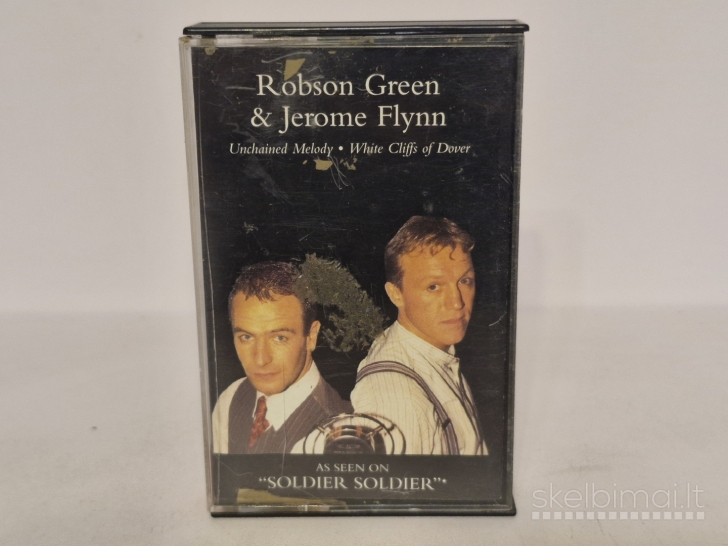 Robson Green
& Jerome Flynn
Unchained Melody • White Cliffs of Dover
AS SEEN ON
“SOLDIER SOLDIER”*
skelbimai.lt